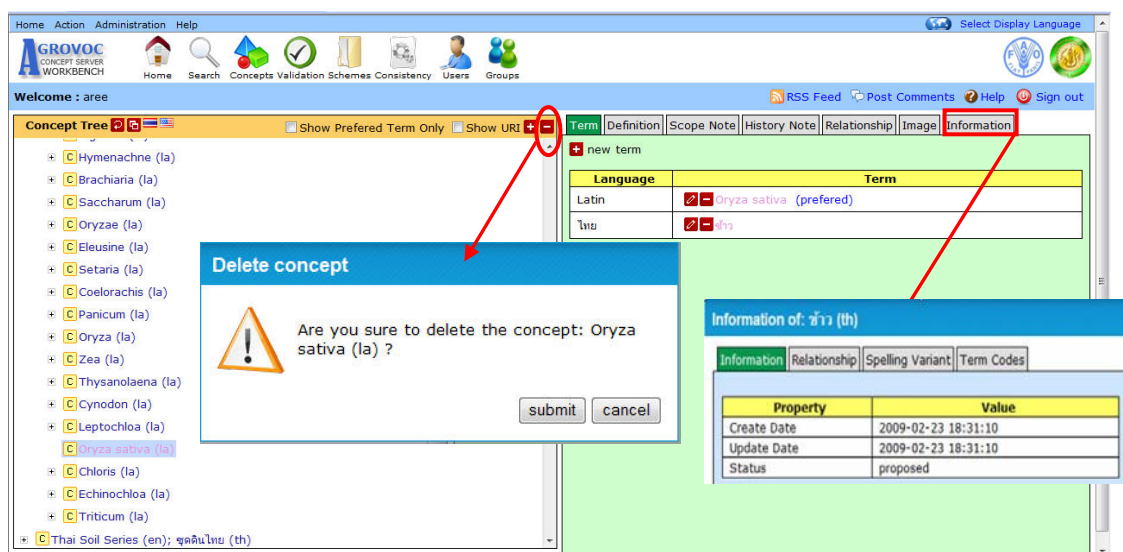 Home Action Administration Help
Select Display Language
AGROVOC
CONCEPT SERVER
WORKBENCH
Home Search Concepts Validation Schemes Consistency Users Groups
Welcome : aree
RSS Feed Post Comments Help Sign out
Concept Tree
Show Prefered Term Only Show URI
Hymenachne (la)
Brachiaria (la)
Saccharum (la)
Oryzae (la)
Eleusine (la)
Setaria (la)
Coelorachis (la)
Panicum (la)
Oryza (la)
Zea (la)
Thysanolaena (la)
Cynodon (la)
Leptochloa (la)
Oryza sativa (la)
Chloris (la)
Echinochloa (la)
Triticum (la)
Thai Soil Series (en); ชุดดินไทย (th)
Term Definition Scope Note History Note Relationship Image Information
new term
Language Term
Latin Oryza sativa (prefered)
ไทย ข้าว
Delete concept
Are you sure to delete the concept: Oryza
sativa (la) ?
submit cancel
Information of: ข้าว (th)
Information Relationship Spelling Variant Term Codes
Property Value
Create Date 2009-02-23 18:31:10
Update Date 2009-02-23 18:31:10
Status proposed